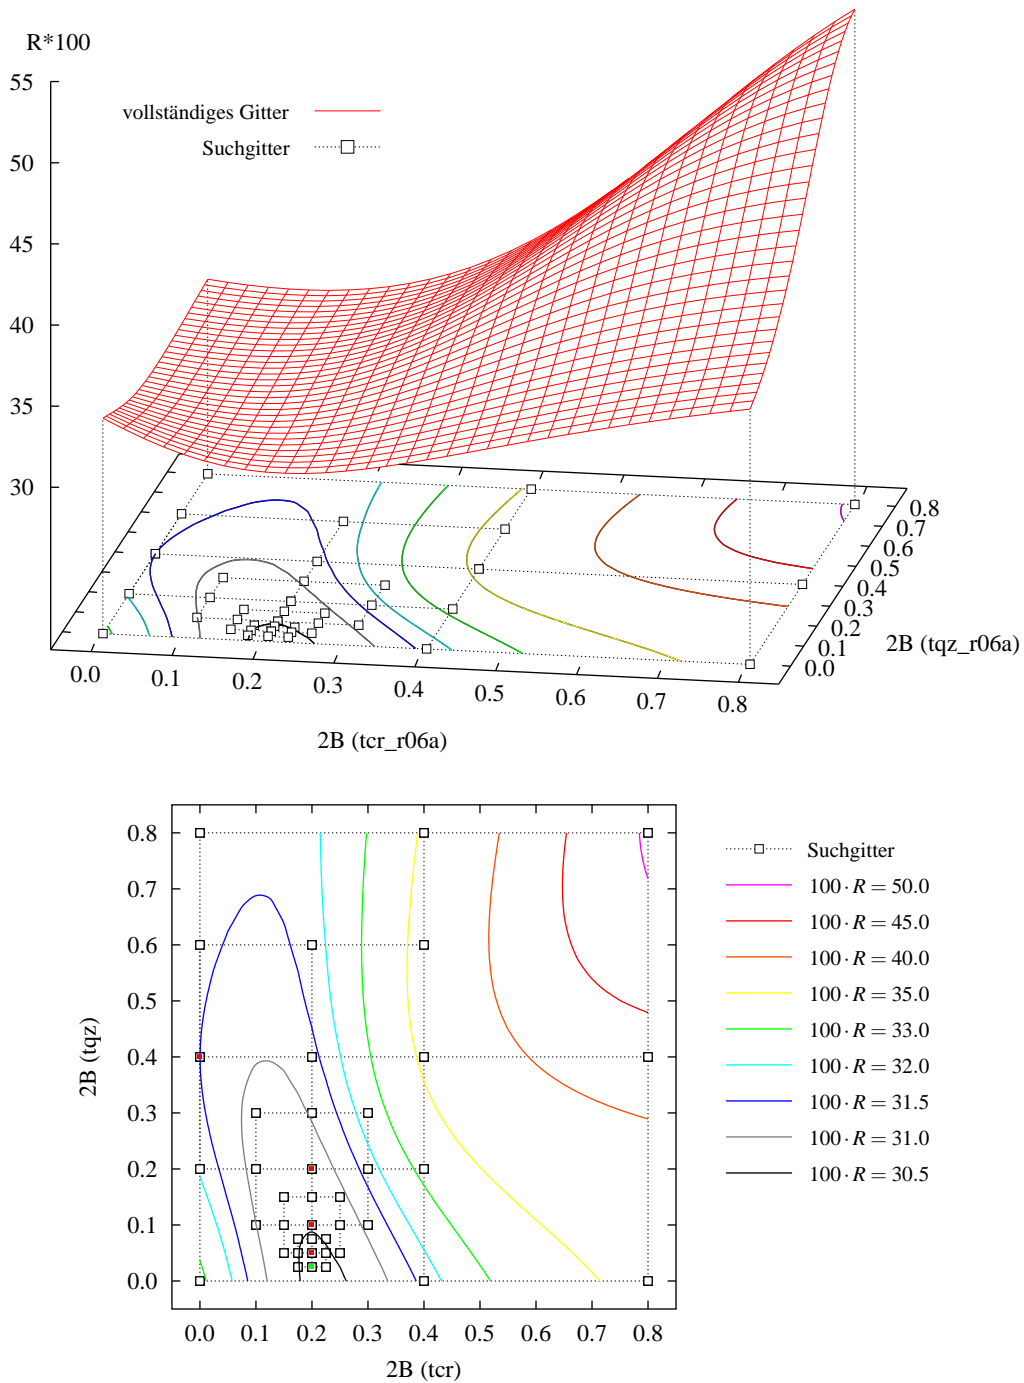 R*100
55
50
45
40
35
30
vollständiges Gitter
Suchgitter
0.0 0.1 0.2 0.3 0.4 0.5 0.6 0.7 0.8
2B (tcr_r06a)
0.8
0.7
0.6
0.5
0.4
0.3
0.2
0.1
0.0
2B (tqz_r06a)
0.8
0.7
0.6
0.5
0.4
0.3
0.2
0.1
0.0
2B (tqz)
0.0 0.1 0.2 0.3 0.4 0.5 0.6 0.7 0.8
2B (tcr)
Suchgitter
100 · R = 50.0
100 · R = 45.0
100 · R = 40.0
100 · R = 35.0
100 · R = 33.0
100 · R = 32.0
100 · R = 31.5
100 · R = 31.0
100 · R = 30.5